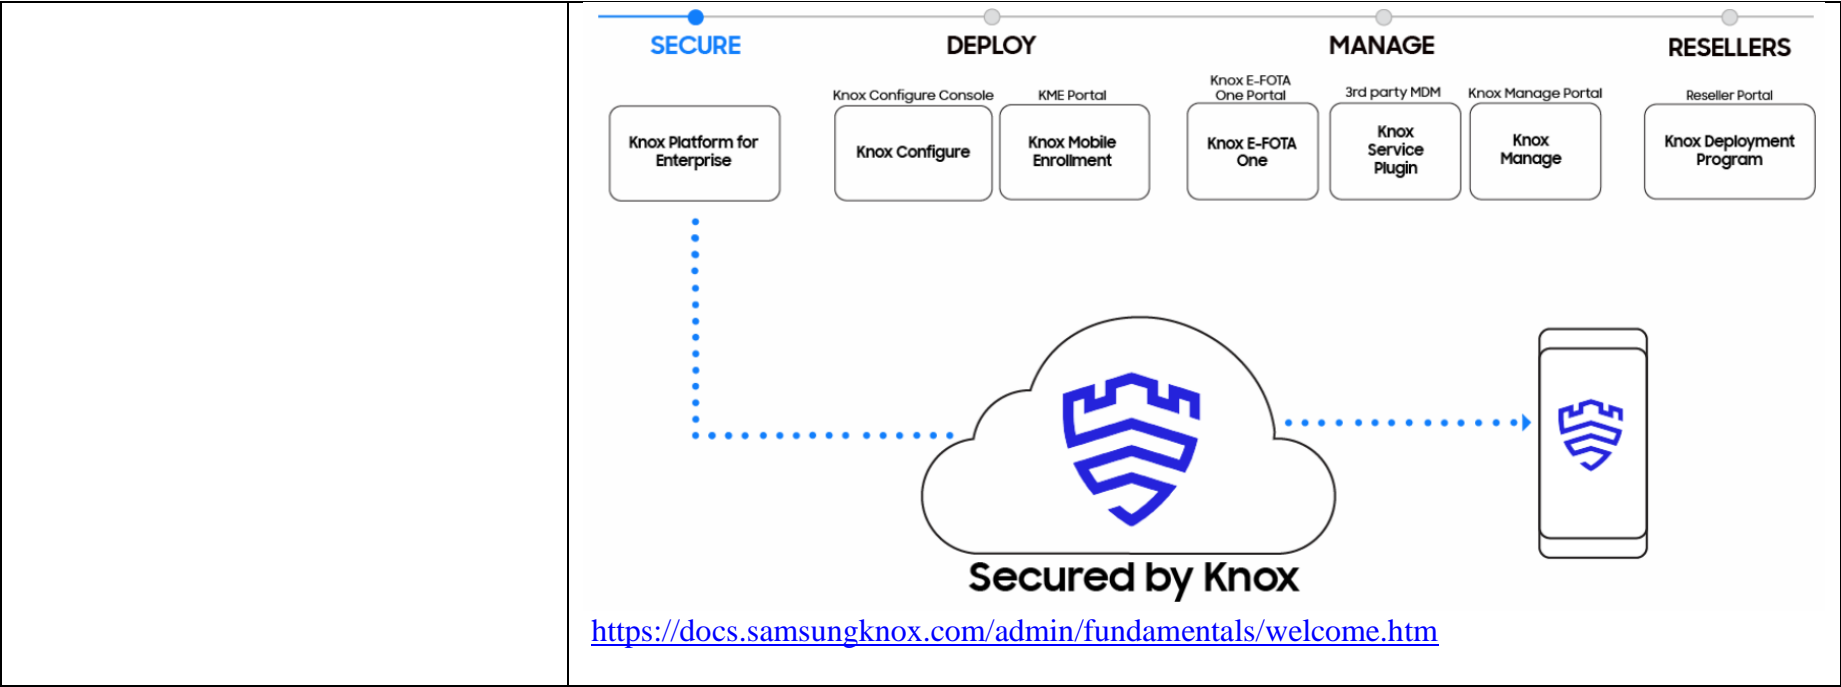 SECURE
DEPLOY
MANAGE
RESELLERS
Knox Configure Console
KME Portal
Knox E-FOTA
One Portal
3rd party MDM
Knox Manage Portal
Reseller Portal
Knox Platform for
Enterprise
Knox Configure
Knox Mobile
Enrollment
Knox E-FOTA
One
Knox
Service
Plugin
Knox
Manage
Knox Deployment
Program
Secured by Knox
https://docs.samsungknox.com/admin/fundamentals/welcome.htm